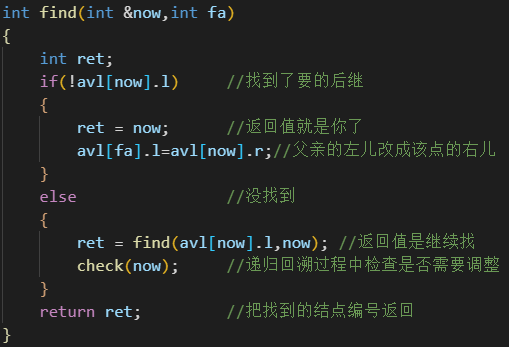 int find(int &now,int fa)
{
    int ret;
    if(!avl[now].l)     //找到了要的后继
    {
        ret = now;      //返回值就是你了
        avl[fa].l=avl[now].r;//父亲的左儿改成该点的右儿
    }
    else                //没找到
    {
        ret = find(avl[now].l,now); //返回值是继续找
        check(now);     //递归回溯过程中检查是否需要调整
    }
    return ret;         //把找到的结点编号返回
}